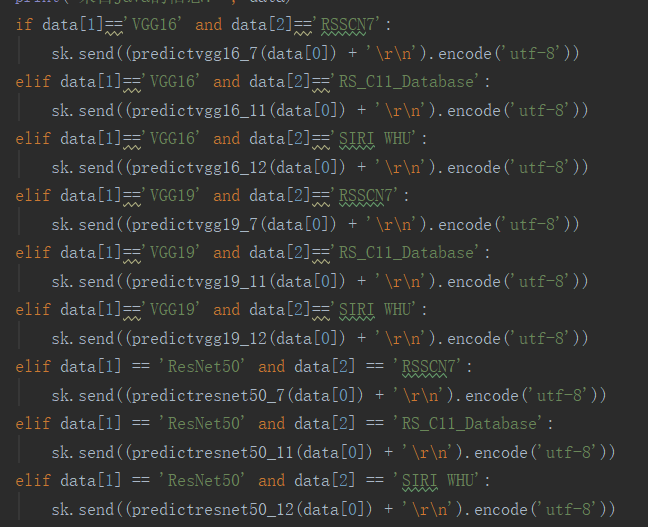 if data[1]=='VGG16' and data[2]=='RSSCN7':
sk.send((predictvgg16_7(data[0]) + '\r\n').encode('utf-8'))
elif data[1]=='VGG16' and data[2]=='RS_C11_Database':
sk.send((predictvgg16_11(data[0]) + '\r\n').encode('utf-8'))
elif data[1]=='VGG16' and data[2]=='SIRI WHU':
sk.send((predictvgg16_12(data[0]) + '\r\n').encode('utf-8'))
elif data[1]=='VGG19' and data[2]=='RSSCN7':
sk.send((predictvgg19_7(data[0]) + '\r\n').encode('utf-8'))
elif data[1]=='VGG19' and data[2]=='RS_C11_Database':
sk.send((predictvgg19_11(data[0]) + '\r\n').encode('utf-8'))
elif data[1]=='VGG19' and data[2]=='SIRI WHU':
sk.send((predictvgg19_12(data[0]) + '\r\n').encode('utf-8'))
elif data[1] == 'ResNet50' and data[2] == 'RSSCN7':
sk.send((predictresnet50_7(data[0]) + '\r\n').encode('utf-8'))
elif data[1] == 'ResNet50' and data[2] == 'RS_C11_Database':
sk.send((predictresnet50_11(data[0]) + '\r\n').encode('utf-8'))
elif data[1] == 'ResNet50' and data[2] == 'SIRI WHU':
sk.send((predictresnet50_12(data[0]) + '\r\n').encode('utf-8'))